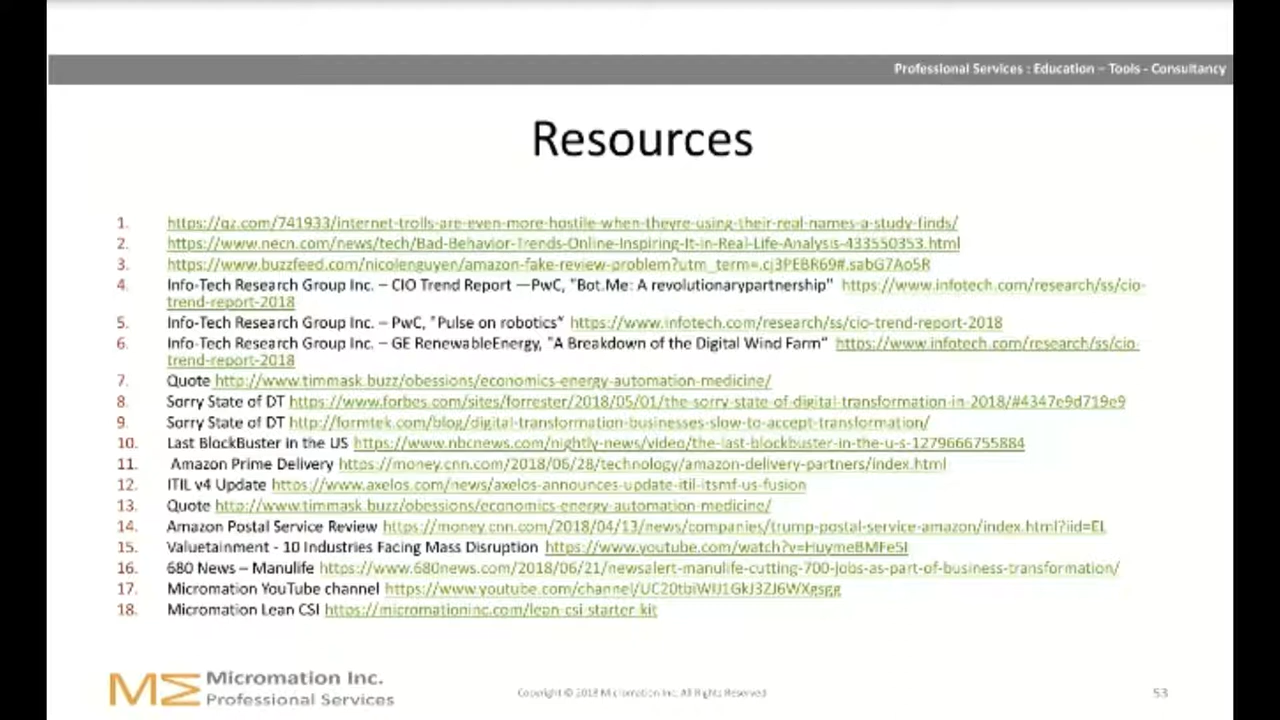 Professional Services : Education – Tools - Consultancy
Resources
1. https://qz.com/741933/internet-trolls-are-even-more-hostile-when-theyre-using-their-real-names-a-study-finds/
2. https://www.necn.com/news/tech/Bad-Behavior-Trends-Online-Inspiring-It-in-Real-Life-Analysis-433550353.html
3. https://www.buzzfeed.com/nicolenguyen/amazon-fake-review-problem?utm_term=.cj3PEBR69#.sabG7Ao5R
4. Info-Tech Research Group Inc. – CIO Trend Report —PwC, "Bot.Me: A revolutionarypartnership" https://www.infotech.com/research/ss/cio-
trend-report-2018
5. Info-Tech Research Group Inc. – PwC, "Pulse on robotics" https://www.infotech.com/research/ss/cio-trend-report-2018
6. Info-Tech Research Group Inc. – GE RenewableEnergy, "A Breakdown of the Digital Wind Farm" https://www.infotech.com/research/ss/cio-
trend-report-2018
7. Quote http://www.timmask.buzz/obessions/economics-energy-automation-medicine/
8. Sorry State of DT https://www.forbes.com/sites/forrester/2018/05/01/the-sorry-state-of-digital-transformation-in-2018/#4347e9d719e9
9. Sorry State of DT http://formtek.com/blog/digital-transformation-businesses-slow-to-accept-transformation/
10. Last BlockBuster in the US https://www.nbcnews.com/nightly-news/video/the-last-blockbuster-in-the-u-s-1279666755884
11. Amazon Prime Delivery https://money.cnn.com/2018/06/28/technology/amazon-delivery-partners/index.html
12. ITIL v4 Update https://www.axelos.com/news/axelos-announces-update-itil-itsmf-us-fusion
13. Quote http://www.timmask.buzz/obessions/economics-energy-automation-medicine/
14. Amazon Postal Service Review https://money.cnn.com/2018/04/13/news/companies/trump-postal-service-amazon/index.html?iid=EL
15. Valuetainment - 10 Industries Facing Mass Disruption https://www.youtube.com/watch?v=HuymeBMFe5I
16. 680 News – Manulife https://www.680news.com/2018/06/21/newsalert-manulife-cutting-700-jobs-as-part-of-business-transformation/
17. Micromation YouTube channel
18. Micromation Lean CSI https://micromationinc.com/lean-csi-starter-kit
Micromation Inc.
Professional Services
Copyright © 2018 Micromation Inc. All Rights Reserved
53